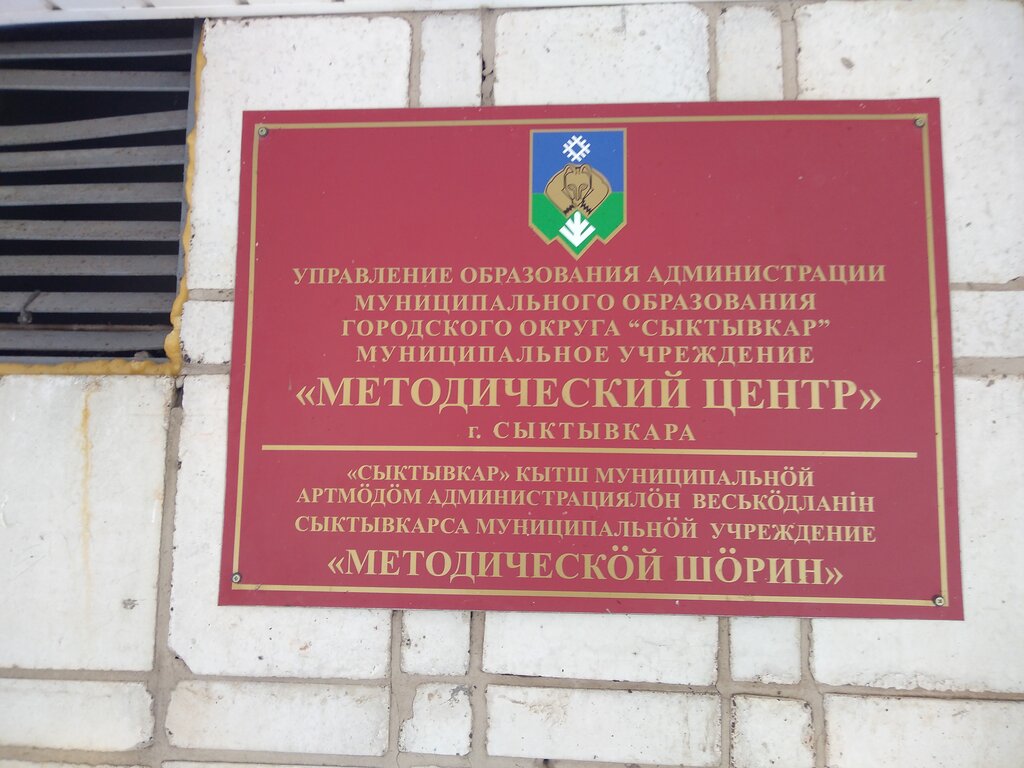 УПРАВЛЕНИЕ ОБРАЗОВАНИЯ АДМИНИСТРАЦИИ
МУНИЦИПАЛЬНОГО ОБРАЗОВАНИЯ
ГОРОДСКОГО ОКРУГА “СЫКТЫВКАР”
МУНИЦИПАЛЬНОЕ УЧРЕЖДЕНИЕ
«МЕТОДИЧЕСКИЙ ЦЕНТР»
г. СЫКТЫВКАРА
«СЫКТЫВКАР» КЫТШ МУНИЦИПАЛЬНӦЙ
АРТМӦДӦМ АДМИНИСТРАЦИЯЛӦН ВЕСЬКӦДЛАНІН
СЫКТЫВКАРСА МУНИЦИПАЛЬНӦЙ УЧРЕЖДЕНИЕ
«МЕТОДИЧЕСКӦЙ ШӦРИН»